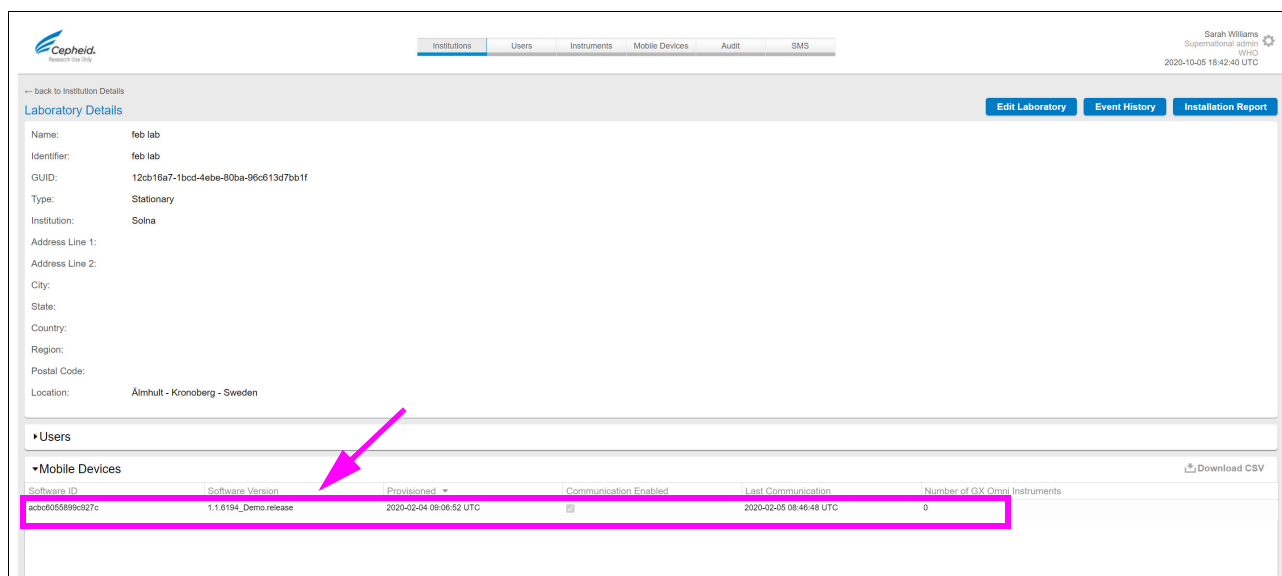 Cepheid.
Research Use Only
Institutions Users Instruments Mobile Devices Audit SMS
Sarah Williams
Supernational admin
WHO
2020-10-05 18:42:40 UTC
← back to Institution Details
Laboratory Details
Edit Laboratory Event History Installation Report
Name: feb lab
Identifier: feb lab
GUID: 12cb16a7-1bcd-4ebe-80ba-96c613d7bb1f
Type: Stationary
Institution: Solna
Address Line 1:
Address Line 2:
City:
State:
Country:
Region:
Postal Code:
Location: Älmhult - Kronoberg - Sweden
Users
Mobile Devices
Download CSV
Software ID Software Version Provisioned Communication Enabled Last Communication Number of GX Omni Instruments
acbc6055899c927c 1.1.6194_Demo.release 2020-02-04 09:06:52 UTC 2020-02-05 08:46:48 UTC 0